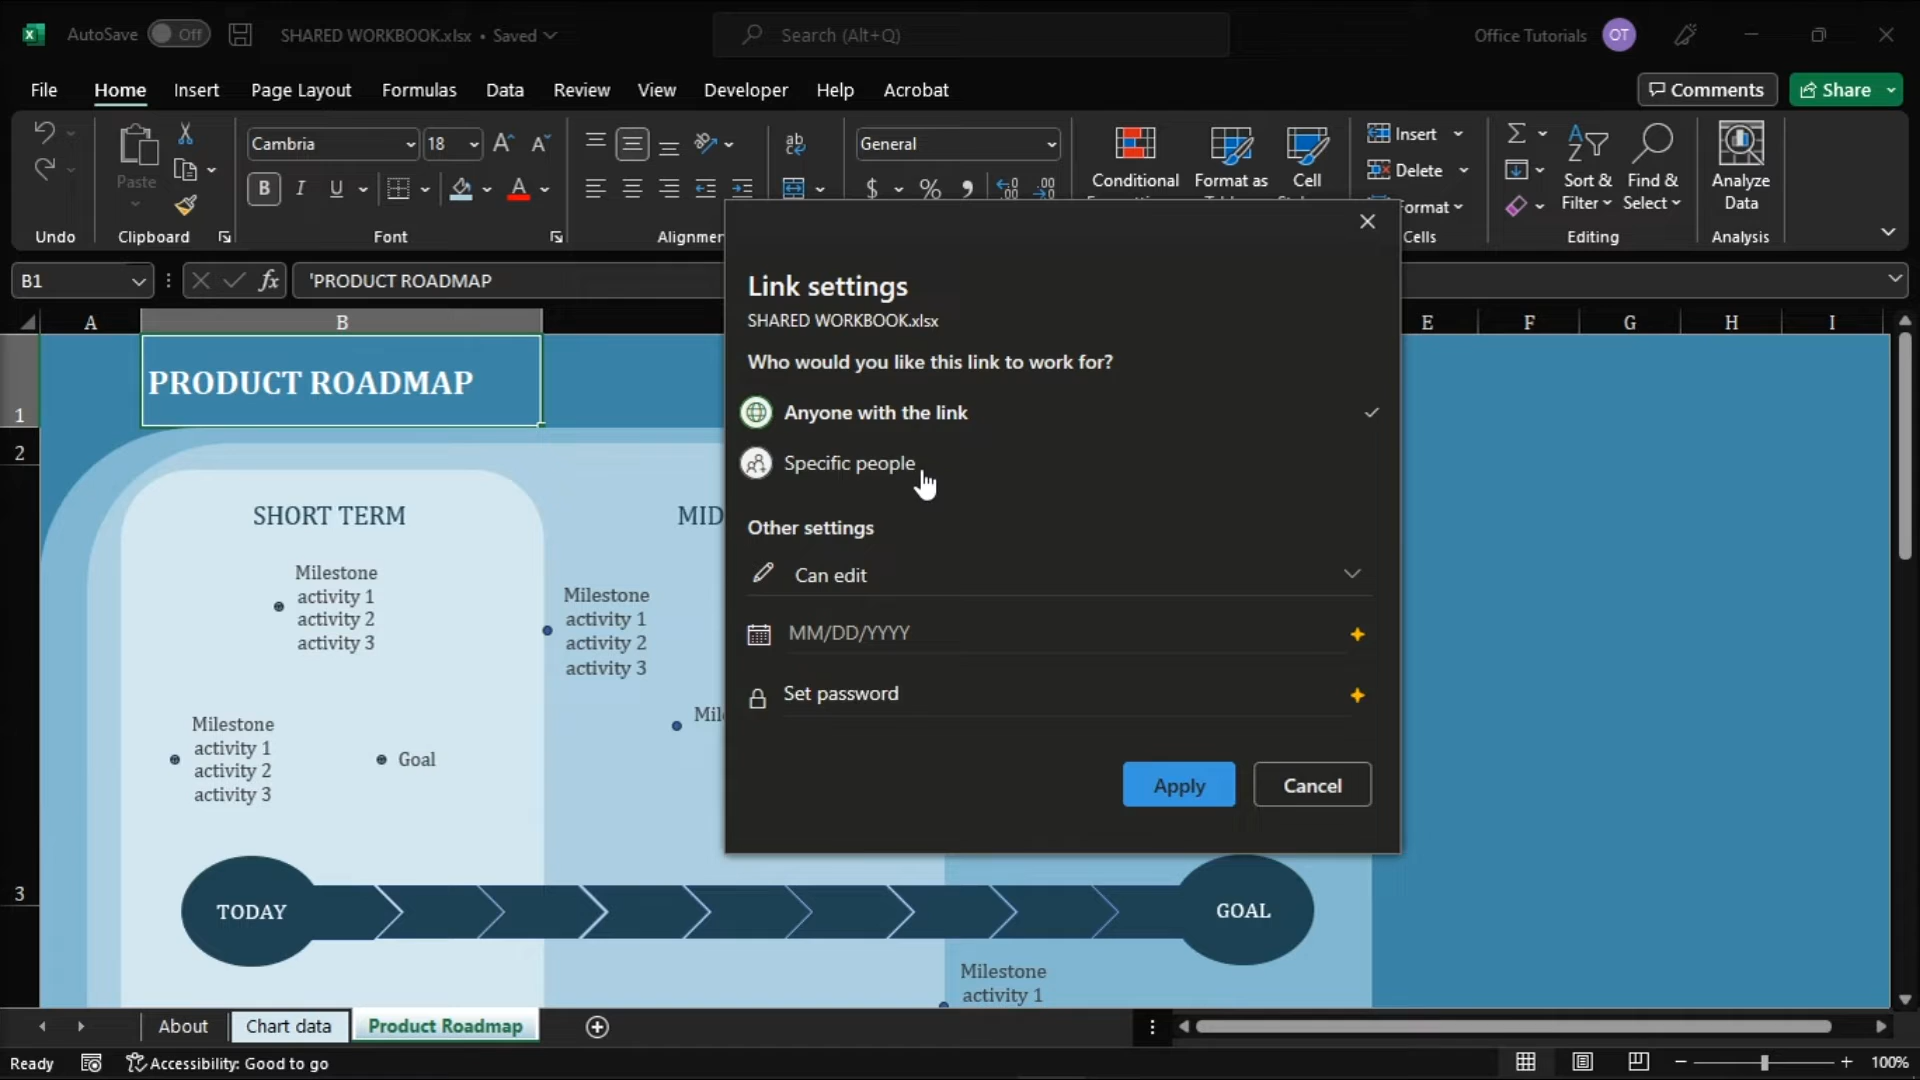 AutoSave Off SHARED WORKBOOK.xlsx • Saved Search (Alt+Q) Office Tutorials OT
File Home Insert Page Layout Formulas Data Review View Developer Help Acrobat Comments Share
Undo
Paste
Clipboard
Cambria 18
B I U A
Font
ab
General
$ % 9
Conditional
Format as
Cell
Insert
Delete
Format
Cells
Sort &
Filter
Find &
Select
Editing
Analyze
Data
Analysis
B1 fx 'PRODUCT ROADMAP
A B E F G H I
1
2
3
PRODUCT ROADMAP
SHORT TERM
MID
Milestone
activity 1
activity 2
activity 3
Milestone
activity 1
activity 2
activity 3
Milestone
activity 1
activity 2
activity 3
Goal
Mil
TODAY
GOAL
Milestone
activity 1
Link settings
SHARED WORKBOOK.xlsx
Who would you like this link to work for?
Anyone with the link
Specific people
Other settings
Can edit
MM/DD/YYYY
Set password
Apply Cancel
About Chart data Product Roadmap
Ready Accessibility: Good to go 100%